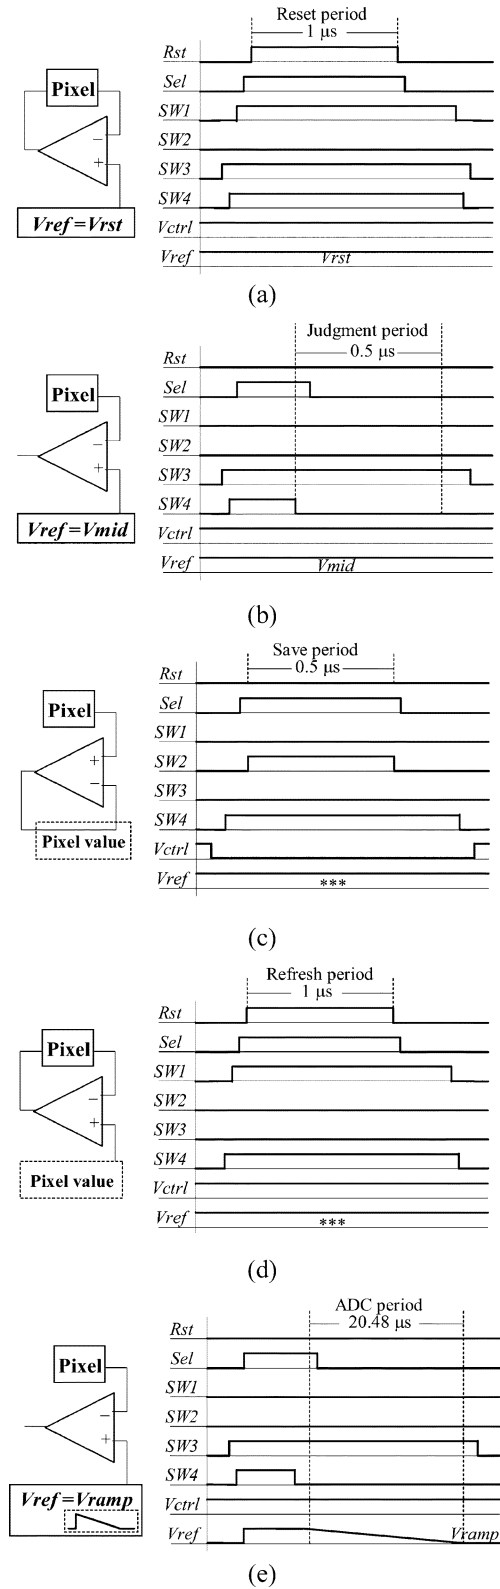 Reset period
1 μs
Rst
Sel
SW1
SW2
SW3
SW4
Vctrl
Vref
Vrst
Pixel
−
+
Vref=Vrst
(a)
Judgment period
0.5 μs
Rst
Sel
SW1
SW2
SW3
SW4
Vctrl
Vref
Vmid
Pixel
−
+
Vref=Vmid
(b)
Save period
0.5 μs
Rst
Sel
SW1
SW2
SW3
SW4
Vctrl
Vref
***
Pixel
+
−
Pixel value
(c)
Refresh period
1 μs
Rst
Sel
SW1
SW2
SW3
SW4
Vctrl
Vref
***
Pixel
−
+
Pixel value
(d)
ADC period
20.48 μs
Rst
Sel
SW1
SW2
SW3
SW4
Vctrl
Vref
Vramp
Pixel
−
+
Vref=Vramp
(e)